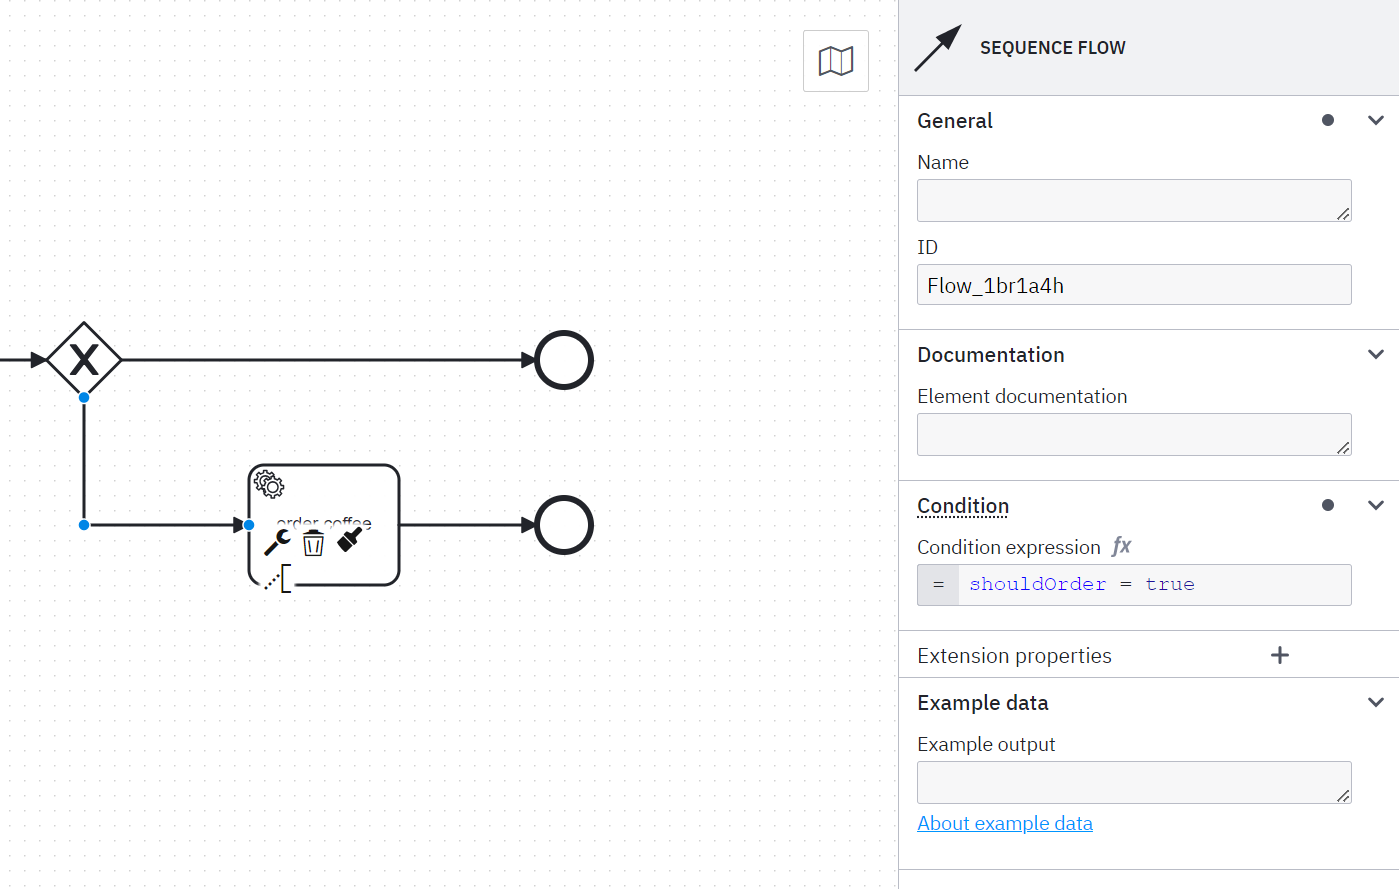 SEQUENCE FLOW
General
Name
ID
Flow_1br1a4h
Documentation
Element documentation
order coffee
Condition
Condition expression fx
= shouldOrder = true
Extension properties
Example data
Example output
About example data